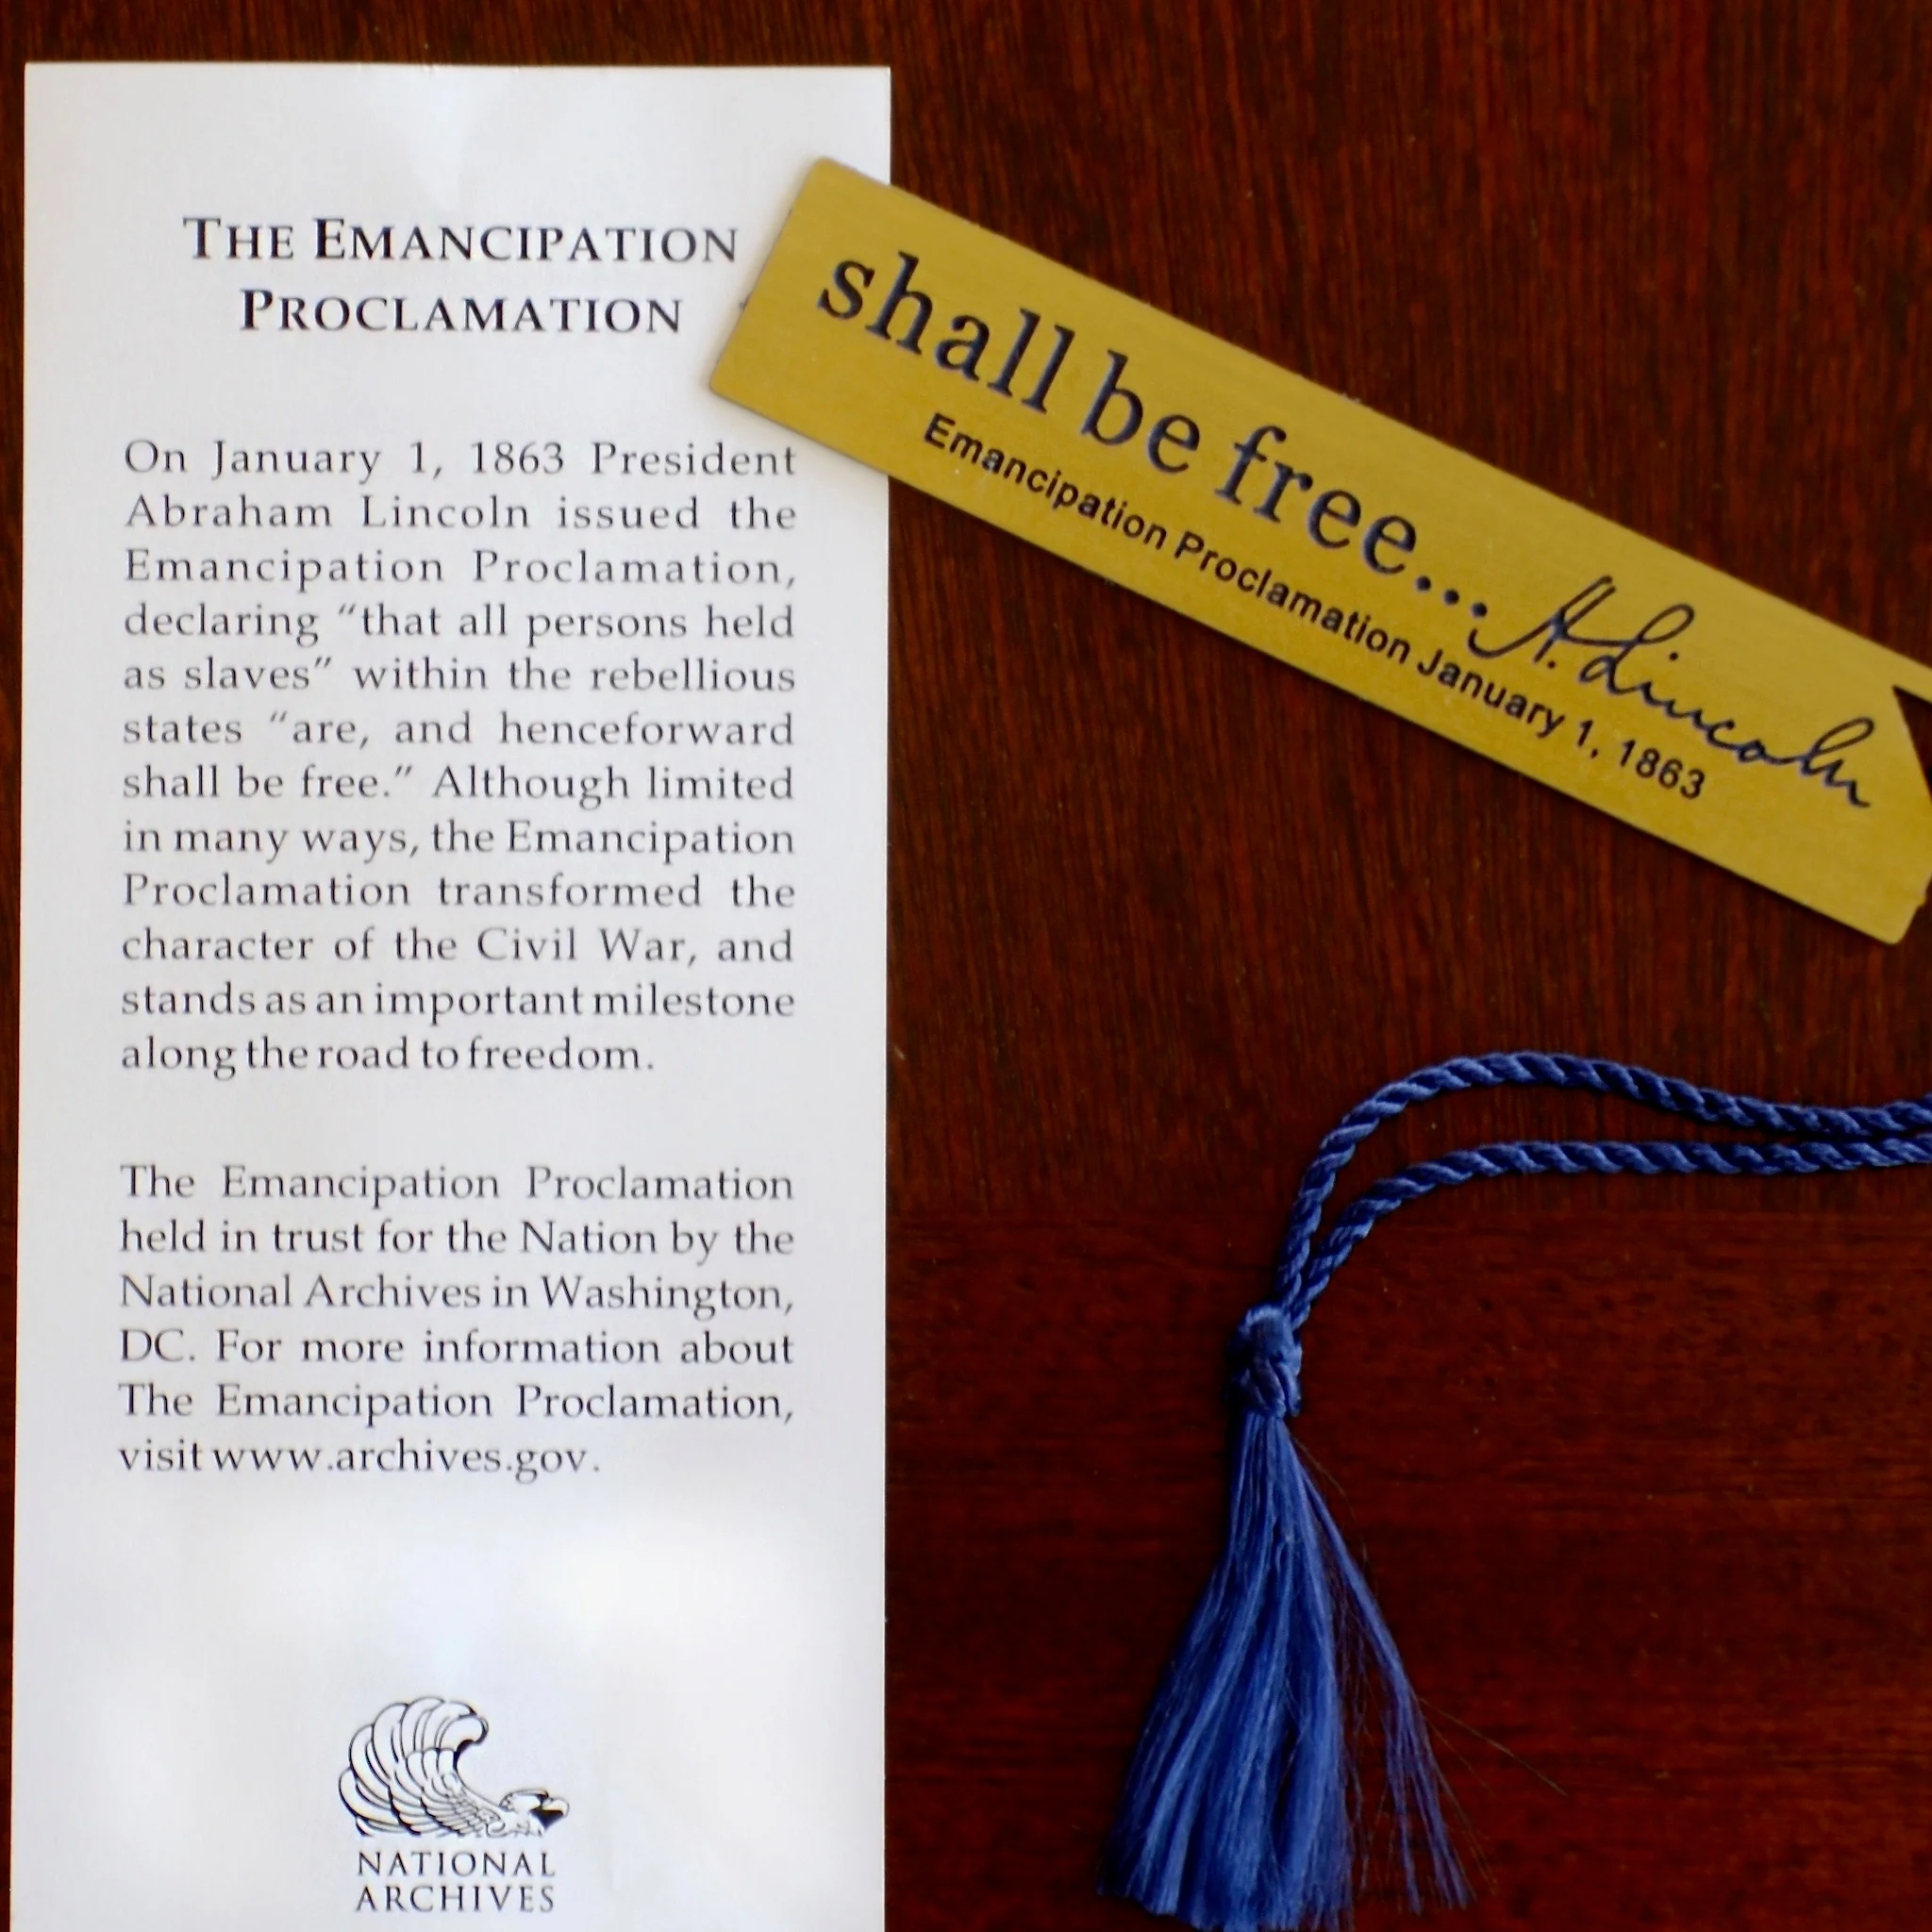 THE EMANCIPATION
PROCLAMATION
On January 1, 1863 President
Abraham Lincoln issued the
Emancipation Proclamation,
declaring “that all persons held
as slaves” within the rebellious
states “are, and henceforward
shall be free.” Although limited
in many ways, the Emancipation
Proclamation transformed the
character of the Civil War, and
stands as an important milestone
along the road to freedom.
The Emancipation Proclamation
held in trust for the Nation by the
National Archives in Washington,
DC. For more information about
The Emancipation Proclamation,
visit www.archives.gov.
NATIONAL
ARCHIVES
shall be free...
A. Lincoln
Emancipation Proclamation January 1, 1863